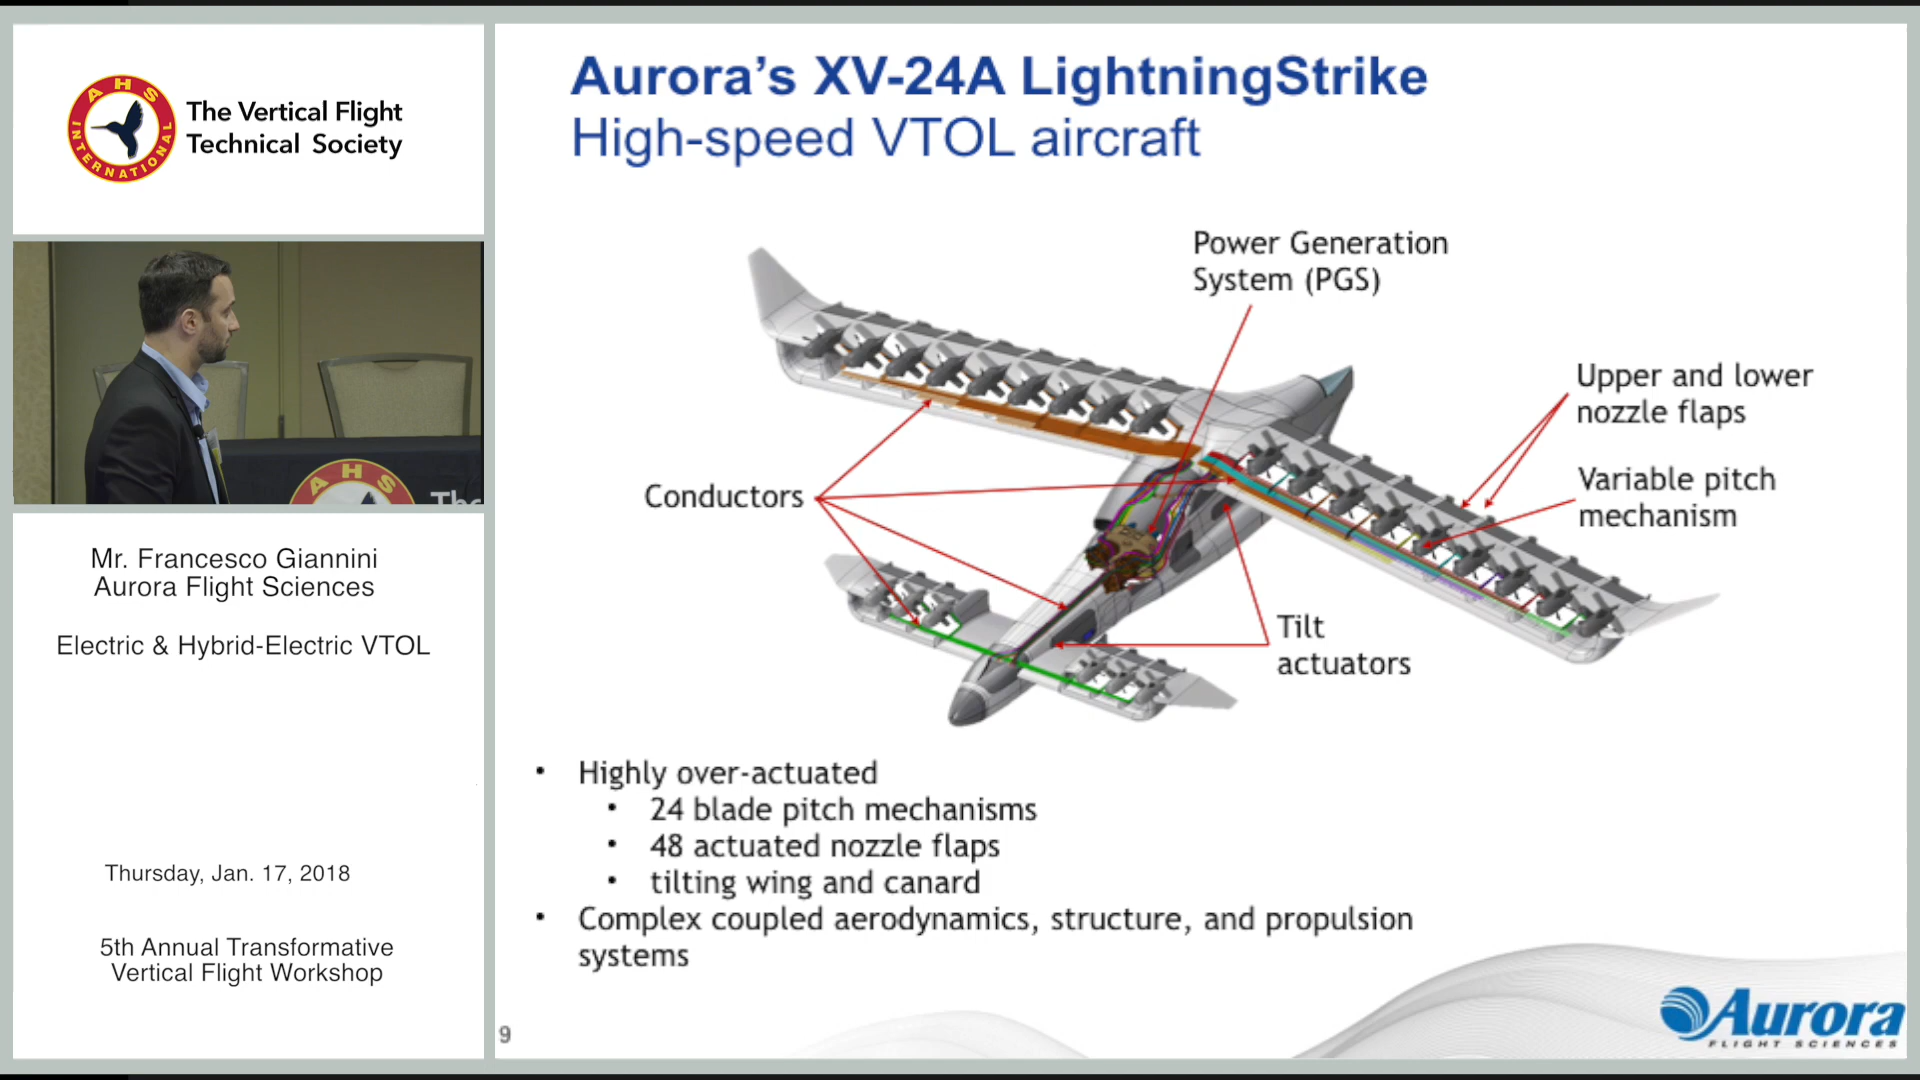 AHS
INTERNATIONAL
The Vertical Flight
Technical Society
AHS
The
Mr. Francesco Giannini
Aurora Flight Sciences
Electric & Hybrid-Electric VTOL
Thursday, Jan. 17, 2018
5th Annual Transformative
Vertical Flight Workshop
Aurora’s XV-24A LightningStrike
High-speed VTOL aircraft
Power Generation
System (PGS)
Upper and lower
nozzle flaps
Variable pitch
mechanism
Conductors
Tilt
actuators
• Highly over-actuated
• 24 blade pitch mechanisms
• 48 actuated nozzle flaps
• tilting wing and canard
• Complex coupled aerodynamics, structure, and propulsion
systems
9
Aurora
FLIGHT SCIENCES